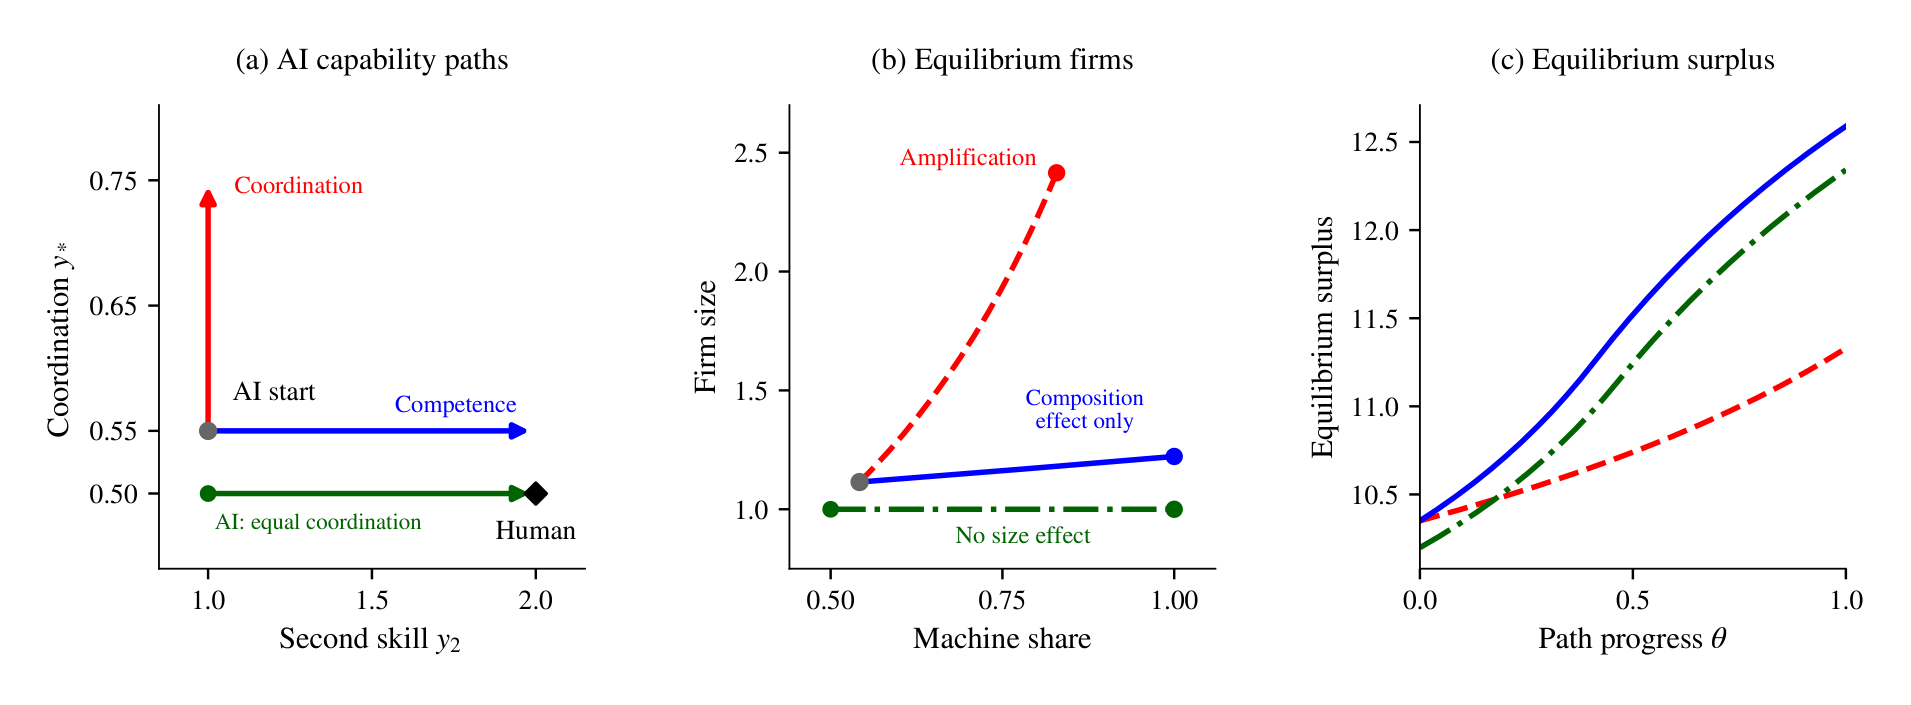 (a) AI capability paths
Coordination y*
0.75
0.65
0.55
0.50
Coordination
AI start
Competence
AI: equal coordination
Human
1.0
1.5
2.0
Second skill y2
(b) Equilibrium firms
Firm size
2.5
2.0
1.5
1.0
Amplification
Composition
effect only
No size effect
0.50
0.75
1.00
Machine share
(c) Equilibrium surplus
Equilibrium surplus
12.5
12.0
11.5
11.0
10.5
0.0
0.5
1.0
Path progress θ